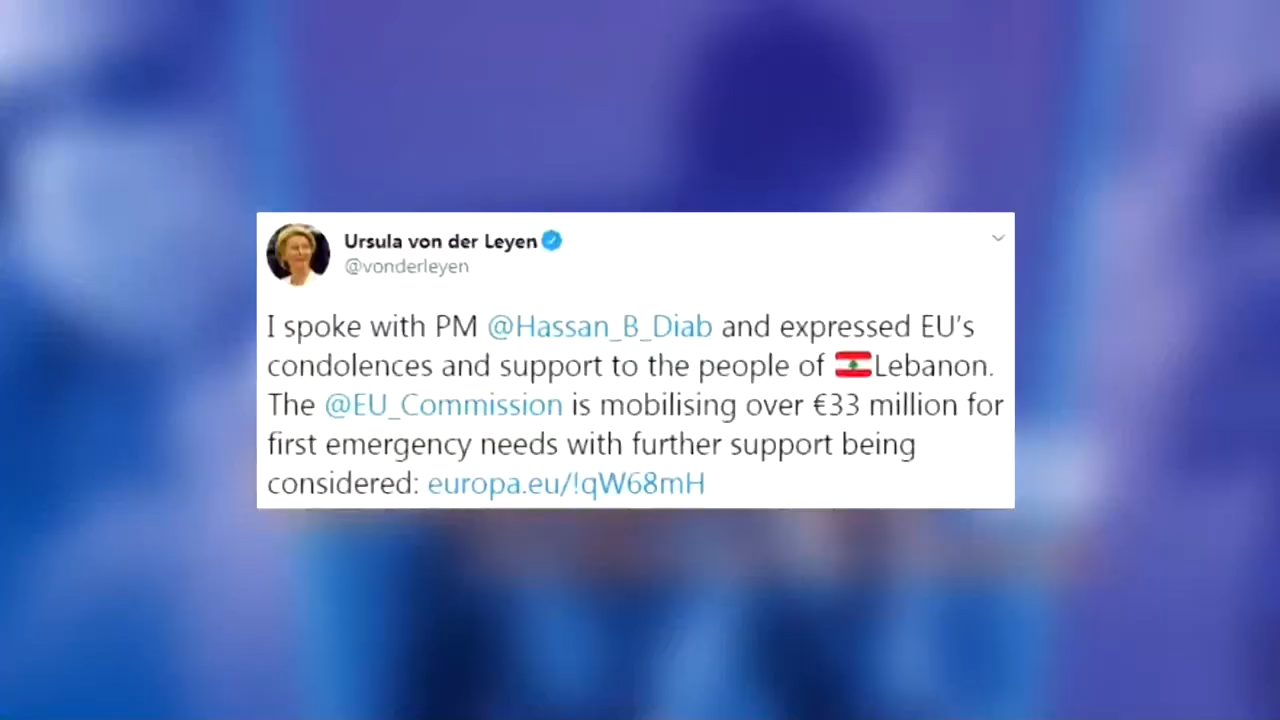 Ursula von der Leyen
@vonderleyen
I spoke with PM @Hassan_B_Diab and expressed EU's
condolences and support to the people of 🇱🇧Lebanon.
The @EU_Commission is mobilising over €33 million for
first emergency needs with further support being
considered: europa.eu/!qW68mH